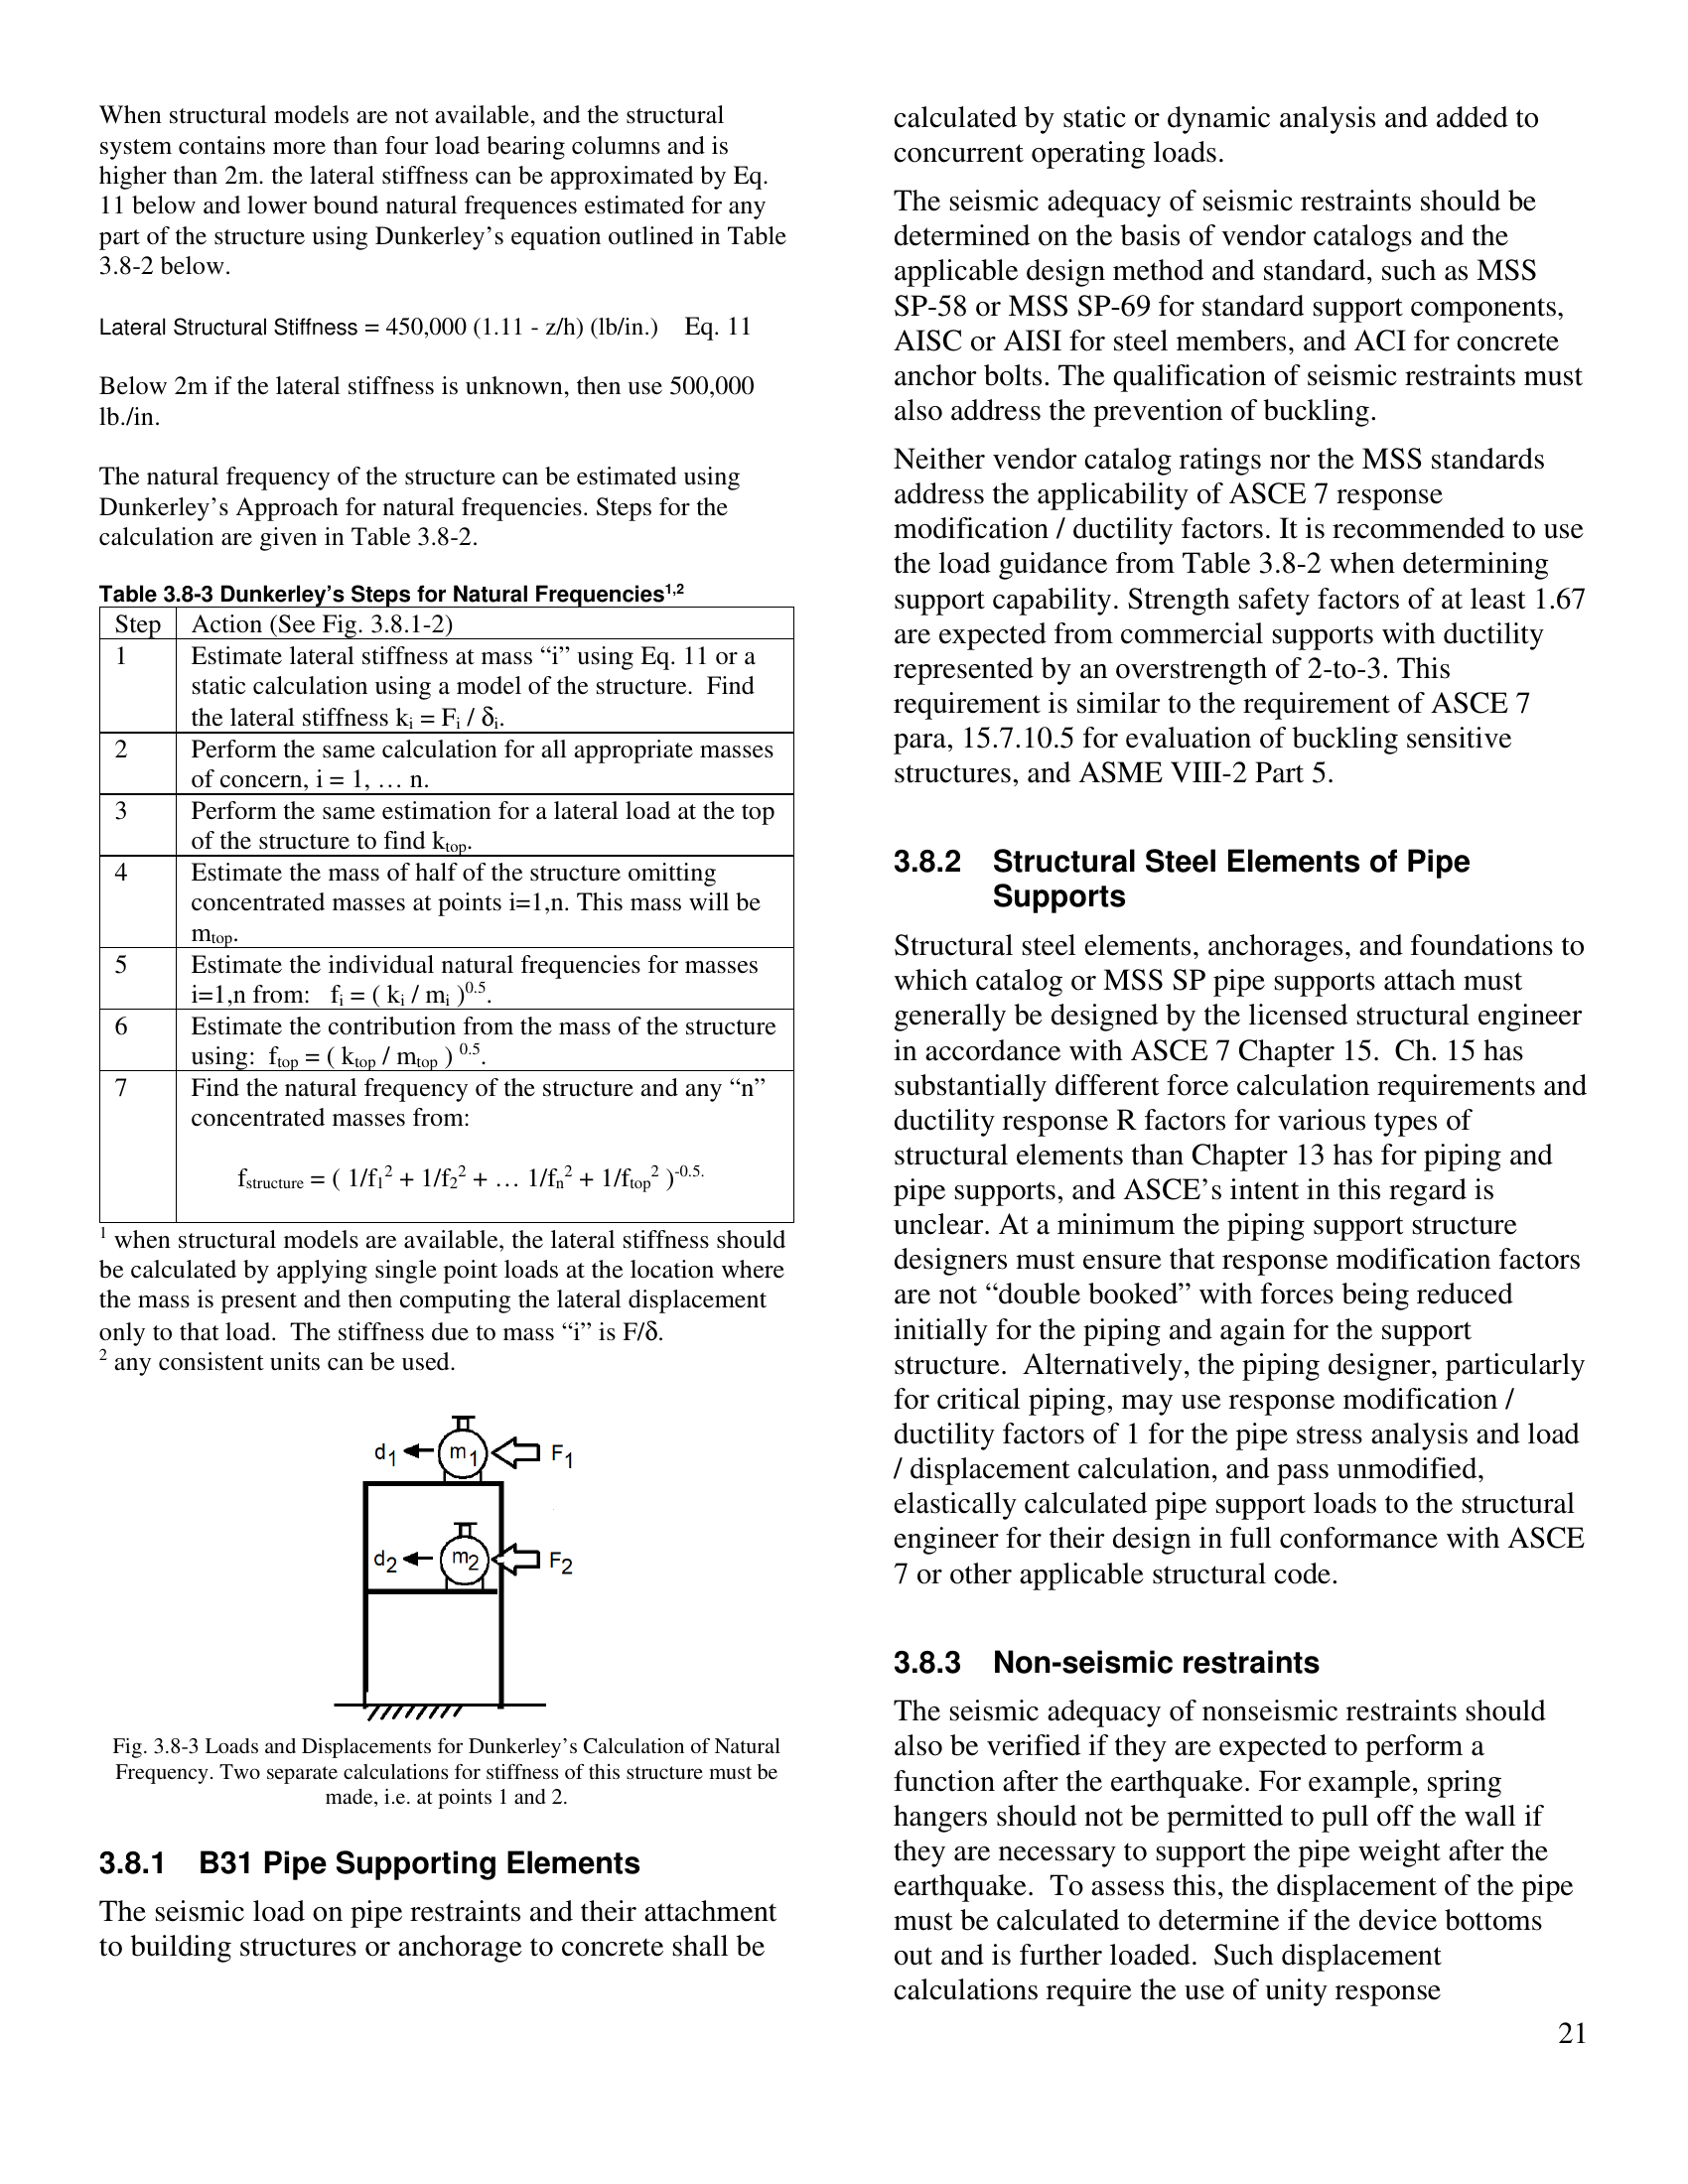 When structural models are not available, and the structural
system contains more than four load bearing columns and is
higher than 2m. the lateral stiffness can be approximated by Eq.
11 below and lower bound natural frequences estimated for any
part of the structure using Dunkerley’s equation outlined in Table
3.8-2 below.
Lateral Structural Stiffness = 450,000 (1.11 - z/h) (lb/in.) Eq. 11
Below 2m if the lateral stiffness is unknown, then use 500,000
lb./in.
The natural frequency of the structure can be estimated using
Dunkerley’s Approach for natural frequencies. Steps for the
calculation are given in Table 3.8-2.
Table 3.8-3 Dunkerley’s Steps for Natural Frequencies1,2
Step Action (See Fig. 3.8.1-2)
1 Estimate lateral stiffness at mass “i” using Eq. 11 or a
static calculation using a model of the structure. Find
the lateral stiffness ki = Fi / δi.
2 Perform the same calculation for all appropriate masses
of concern, i = 1, … n.
3 Perform the same estimation for a lateral load at the top
of the structure to find ktop.
4 Estimate the mass of half of the structure omitting
concentrated masses at points i=1,n. This mass will be
mtop.
5 Estimate the individual natural frequencies for masses
i=1,n from: fi = ( ki / mi )0.5.
6 Estimate the contribution from the mass of the structure
using: ftop = ( ktop / mtop ) 0.5.
7 Find the natural frequency of the structure and any “n”
concentrated masses from:
fstructure = ( 1/f12 + 1/f22 + … 1/fn2 + 1/ftop2 )-0.5.
1 when structural models are available, the lateral stiffness should
be calculated by applying single point loads at the location where
the mass is present and then computing the lateral displacement
only to that load. The stiffness due to mass “i” is F/δ.
2 any consistent units can be used.
d1 m1 F1
d2 m2 F2
Fig. 3.8-3 Loads and Displacements for Dunkerley’s Calculation of Natural
Frequency. Two separate calculations for stiffness of this structure must be
made, i.e. at points 1 and 2.
3.8.1 B31 Pipe Supporting Elements
The seismic load on pipe restraints and their attachment
to building structures or anchorage to concrete shall be
calculated by static or dynamic analysis and added to
concurrent operating loads.
The seismic adequacy of seismic restraints should be
determined on the basis of vendor catalogs and the
applicable design method and standard, such as MSS
SP-58 or MSS SP-69 for standard support components,
AISC or AISI for steel members, and ACI for concrete
anchor bolts. The qualification of seismic restraints must
also address the prevention of buckling.
Neither vendor catalog ratings nor the MSS standards
address the applicability of ASCE 7 response
modification / ductility factors. It is recommended to use
the load guidance from Table 3.8-2 when determining
support capability. Strength safety factors of at least 1.67
are expected from commercial supports with ductility
represented by an overstrength of 2-to-3. This
requirement is similar to the requirement of ASCE 7
para, 15.7.10.5 for evaluation of buckling sensitive
structures, and ASME VIII-2 Part 5.
3.8.2 Structural Steel Elements of Pipe
Supports
Structural steel elements, anchorages, and foundations to
which catalog or MSS SP pipe supports attach must
generally be designed by the licensed structural engineer
in accordance with ASCE 7 Chapter 15. Ch. 15 has
substantially different force calculation requirements and
ductility response R factors for various types of
structural elements than Chapter 13 has for piping and
pipe supports, and ASCE’s intent in this regard is
unclear. At a minimum the piping support structure
designers must ensure that response modification factors
are not “double booked” with forces being reduced
initially for the piping and again for the support
structure. Alternatively, the piping designer, particularly
for critical piping, may use response modification /
ductility factors of 1 for the pipe stress analysis and load
/ displacement calculation, and pass unmodified,
elastically calculated pipe support loads to the structural
engineer for their design in full conformance with ASCE
7 or other applicable structural code.
3.8.3 Non-seismic restraints
The seismic adequacy of nonseismic restraints should
also be verified if they are expected to perform a
function after the earthquake. For example, spring
hangers should not be permitted to pull off the wall if
they are necessary to support the pipe weight after the
earthquake. To assess this, the displacement of the pipe
must be calculated to determine if the device bottoms
out and is further loaded. Such displacement
calculations require the use of unity response
21